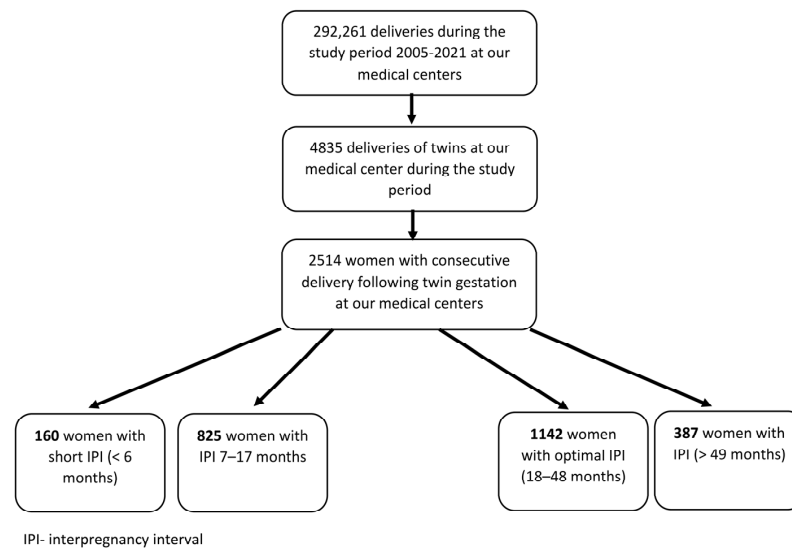 292,261 deliveries during the
study period 2005-2021 at our
medical centers
4835 deliveries of twins at our
medical center during the study
period
2514 women with consecutive
delivery following twin gestation
at our medical centers
160 women with
short IPI (< 6
months)
825 women with
IPI 7–17 months
1142 women
with optimal IPI
(18–48 months)
387 women with
IPI (> 49 months)
IPI- interpregnancy interval